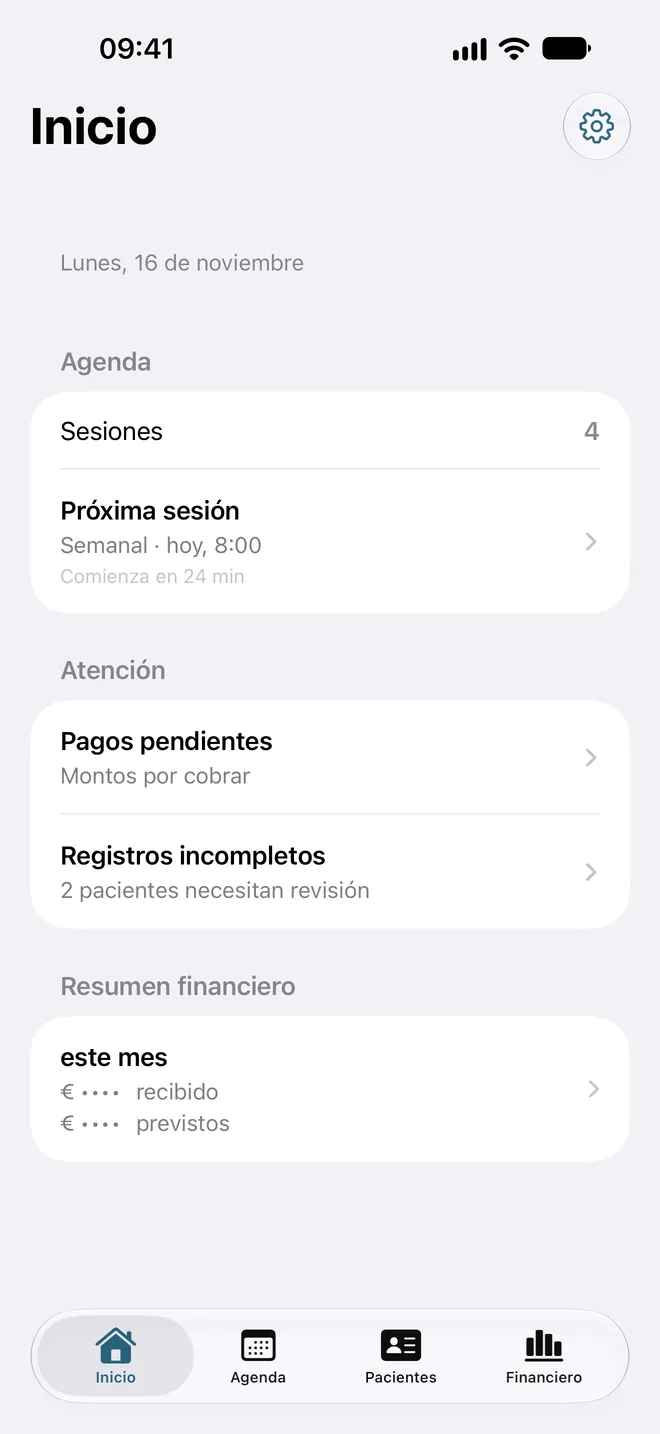 09:41
Inicio
Lunes, 16 de noviembre
Agenda
Sesiones 4
Próxima sesión
Semanal · hoy, 8:00
Comienza en 24 min
Atención
Pagos pendientes
Montos por cobrar
Registros incompletos
2 pacientes necesitan revisión
Resumen financiero
este mes
€ •••• recibido
€ •••• previstos
Inicio Agenda Pacientes Financiero